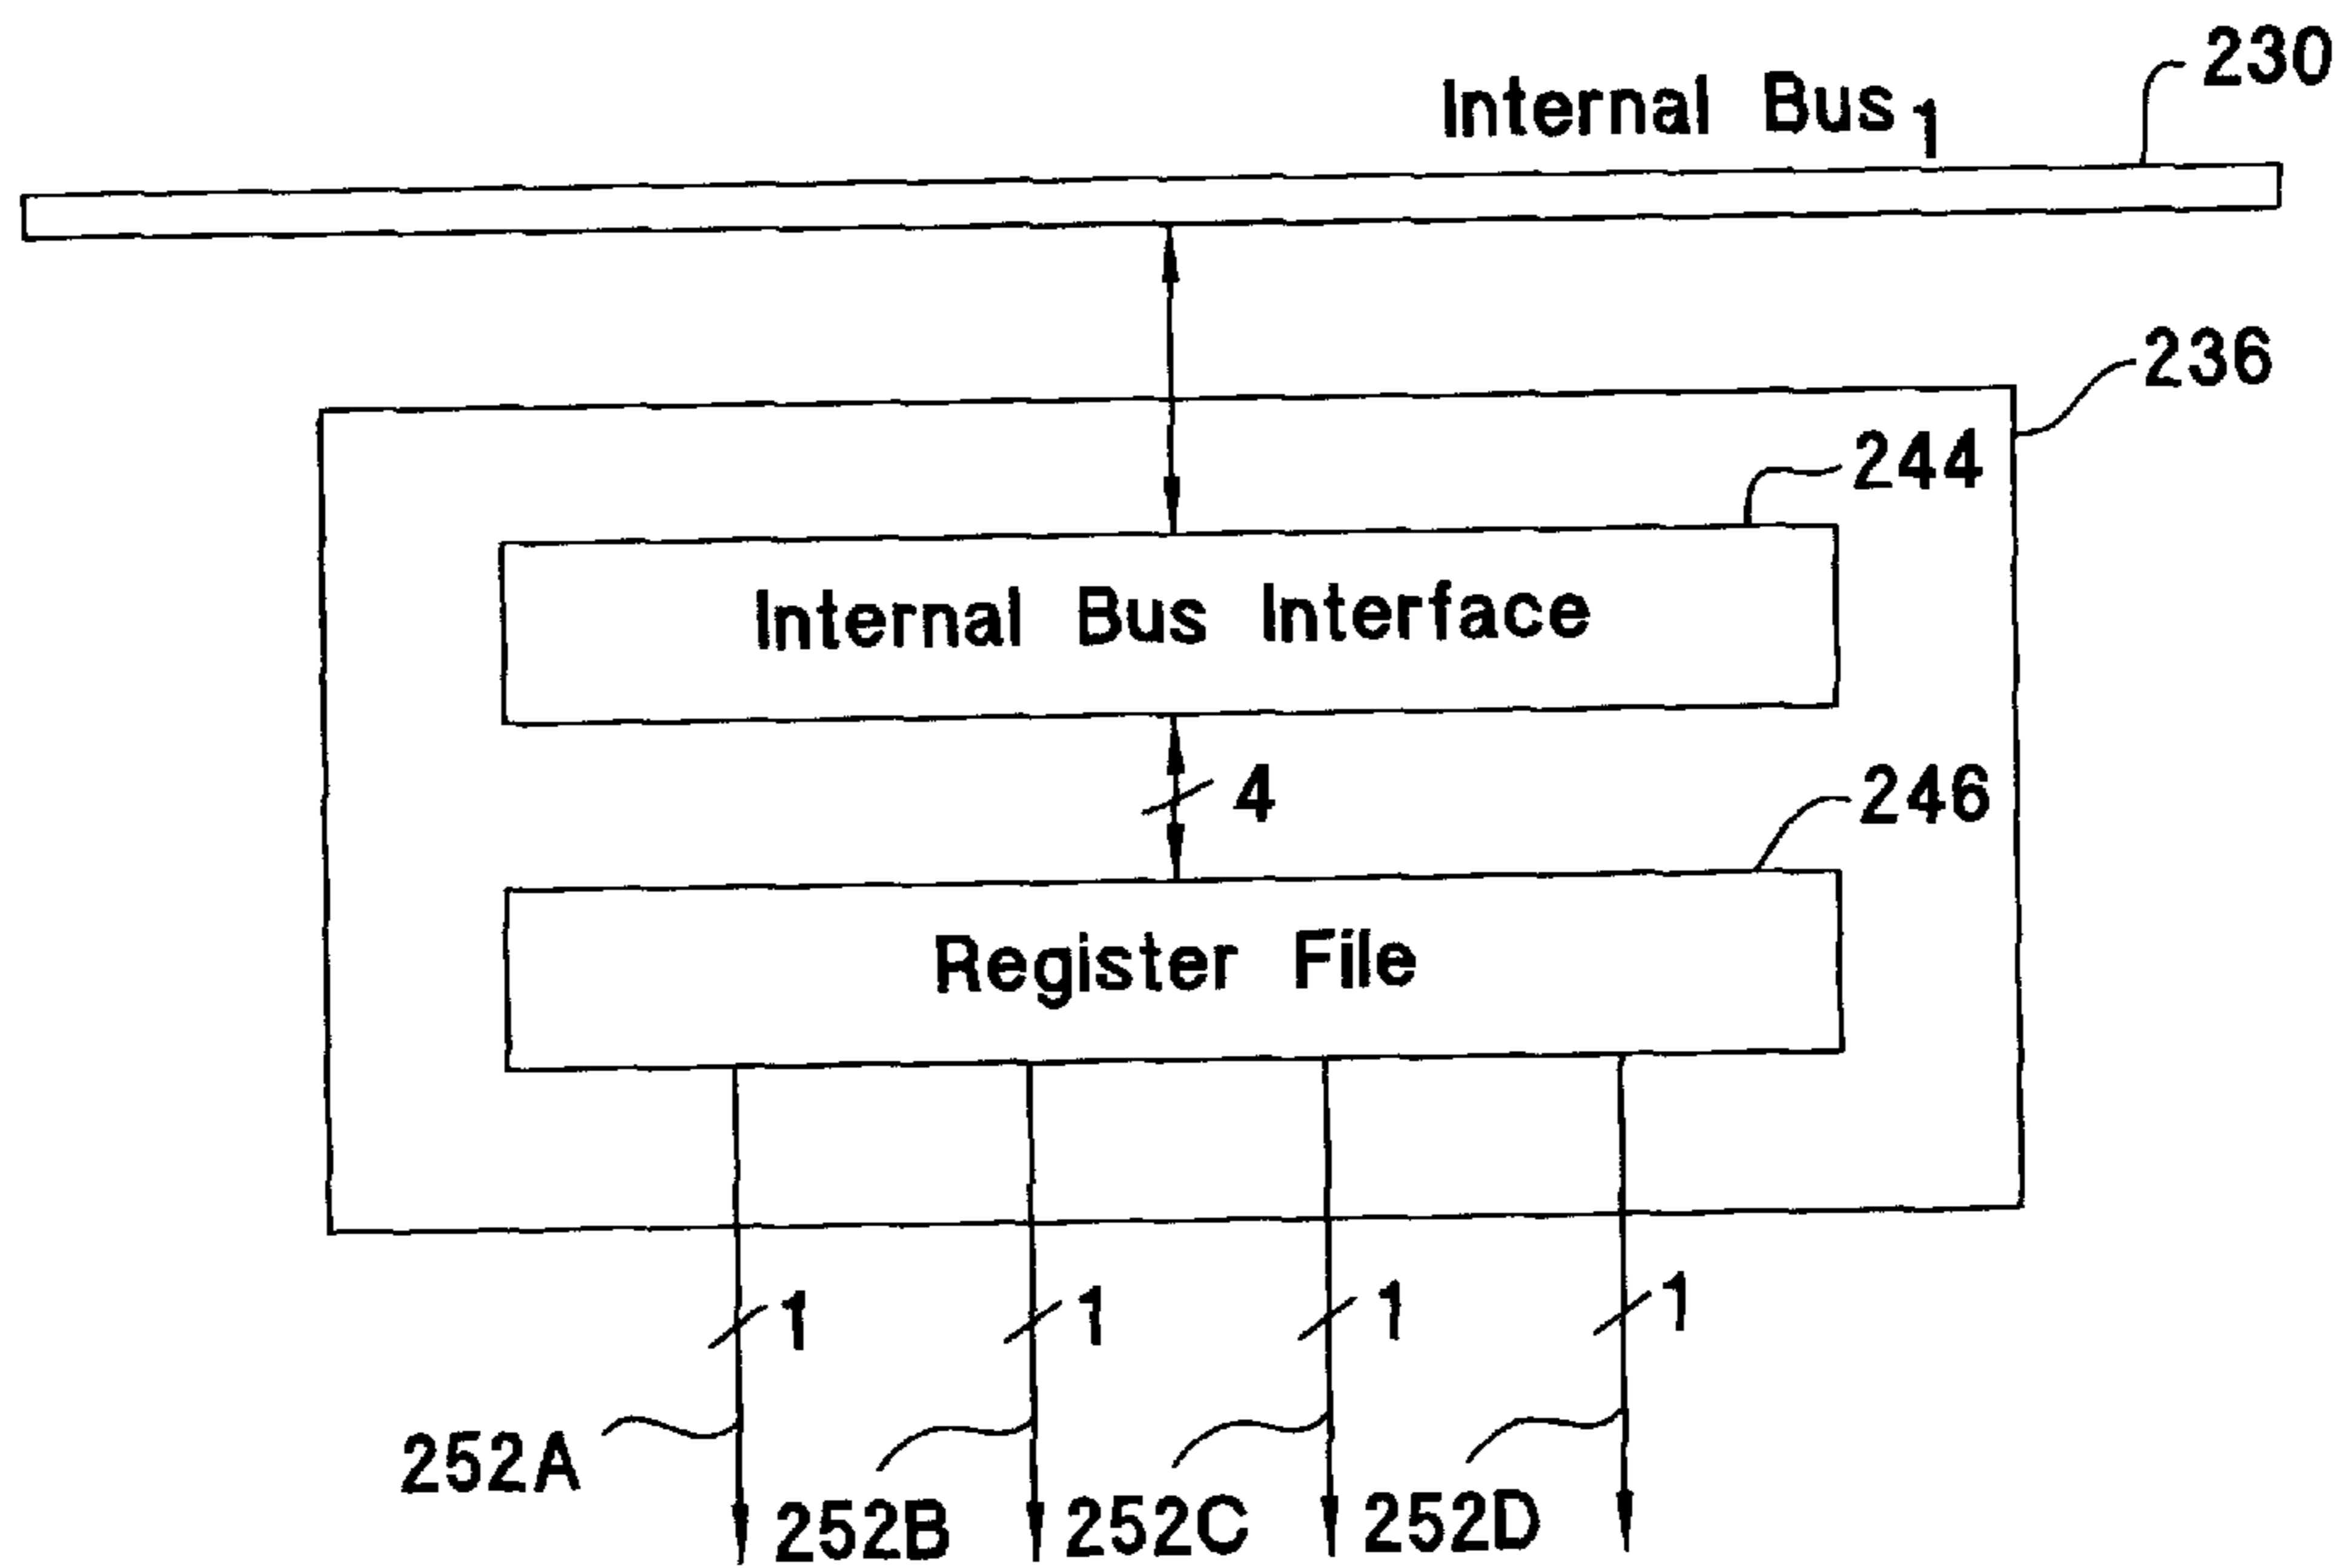 230
Internal Bus 1
236
244
Internal Bus Interface
4
246
Register File
1 1 1 1
252A 252B 252C 252D